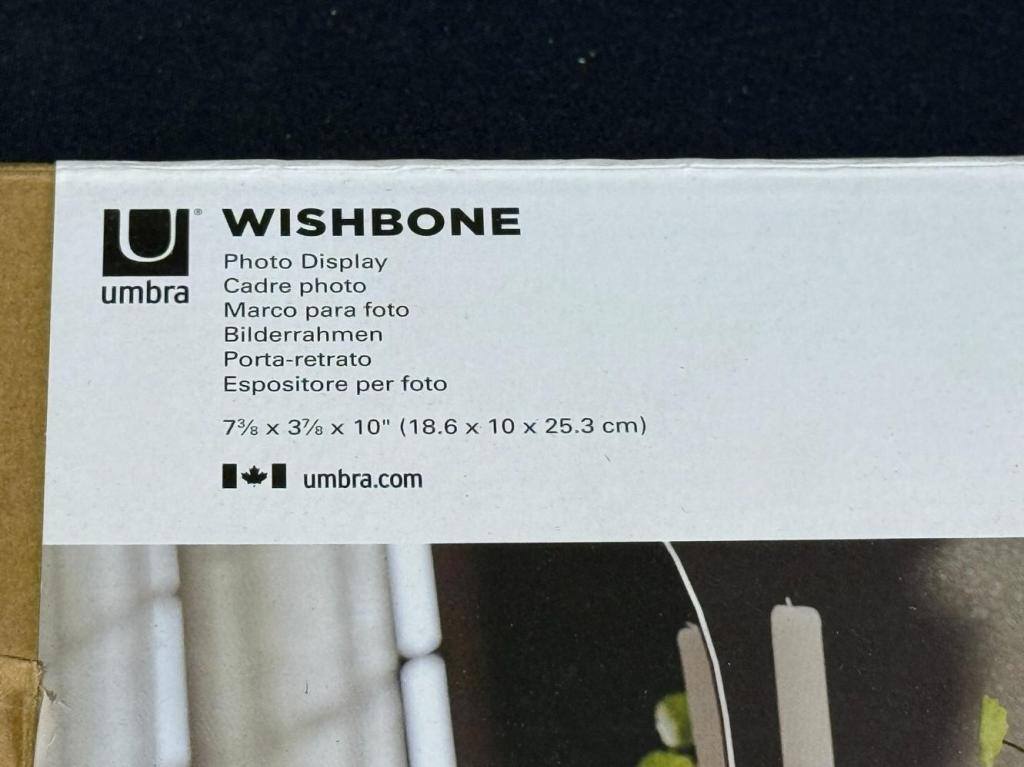 U®
umbra
WISHBONE
Photo Display
Cadre photo
Marco para foto
Bilderrahmen
Porta-retrato
Espositore per foto
7⅜ x 3⅞ x 10" (18.6 x 10 x 25.3 cm)
umbra.com